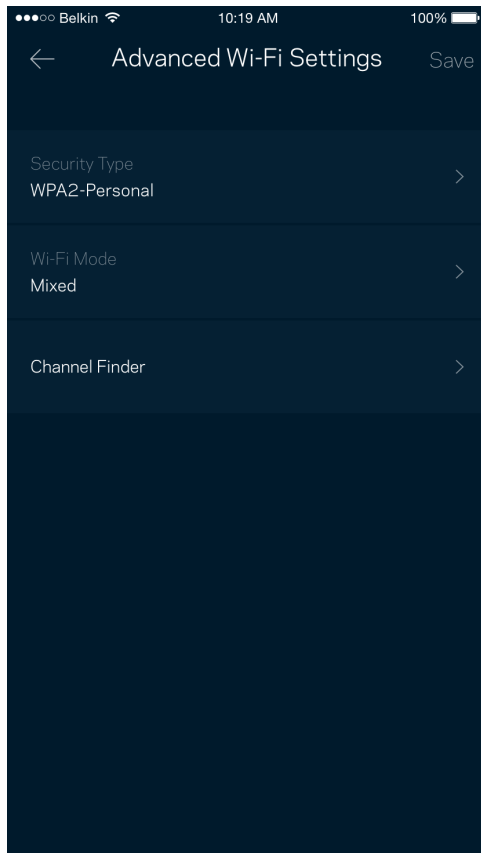 Belkin 10:19 AM 100%
Advanced Wi-Fi Settings Save
Security Type
WPA2-Personal
Wi-Fi Mode
Mixed
Channel Finder